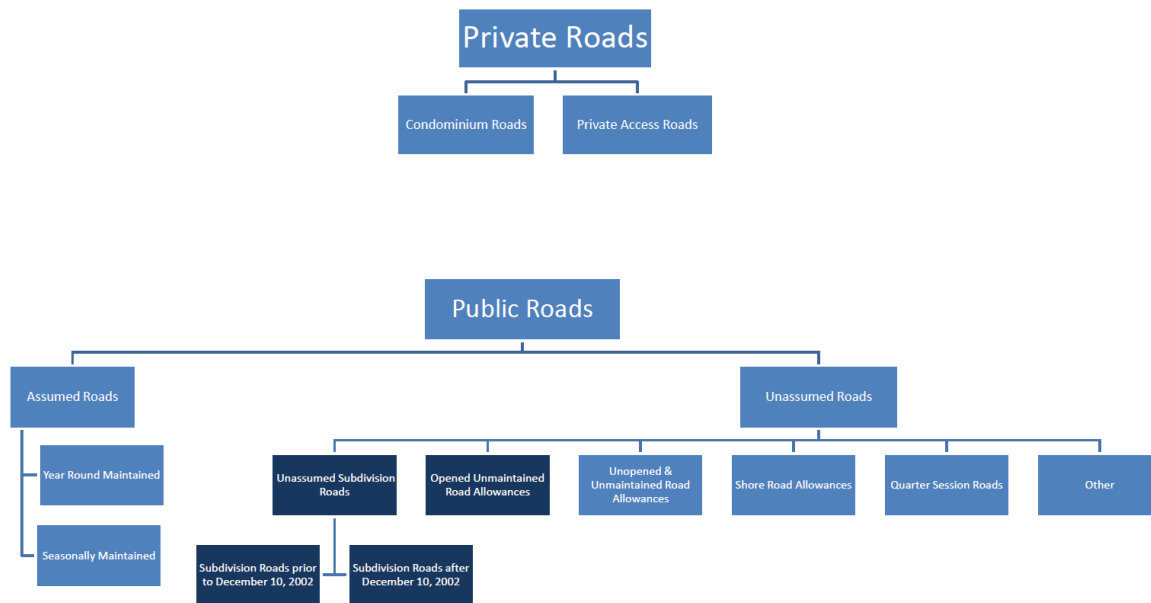 Private Roads
Condominium Roads
Private Access Roads
Public Roads
Assumed Roads
Unassumed Roads
Year Round Maintained
Seasonally Maintained
Unassumed Subdivision
Roads
Opened Unmaintained
Road Allowances
Unopened &
Unmaintained Road
Allowances
Shore Road Allowances
Quarter Session Roads
Other
Subdivision Roads prior
to December 10, 2002
Subdivision Roads after
December 10, 2002